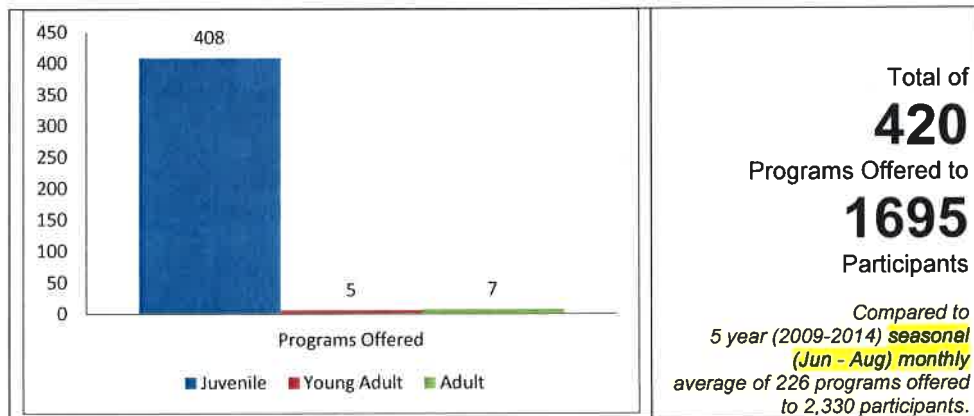 450
400
350
300
250
200
150
100
50
0
408
5
7
Programs Offered
Juvenile Young Adult Adult
Total of
420
Programs Offered to
1695
Participants
Compared to
5 year (2009-2014) seasonal
(Jun - Aug) monthly
average of 226 programs offered
to 2,330 participants.